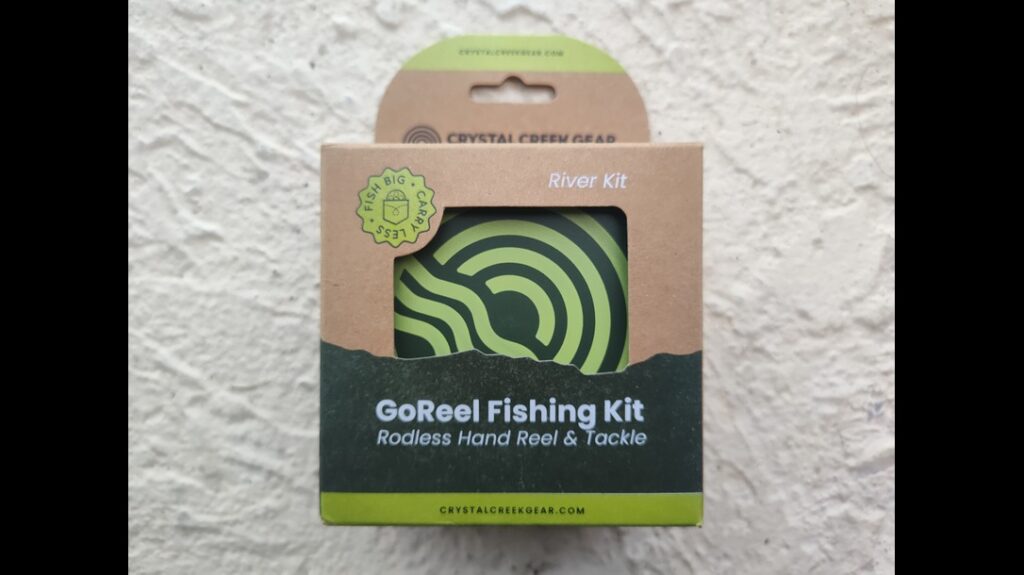 CRYSTALCREEKGEAR.COM
CRYSTAL CREEK GEAR
River Kit
FISH BIG • CARRY LESS •
GoReel Fishing Kit
Rodless Hand Reel & Tackle
CRYSTALCREEKGEAR.COM